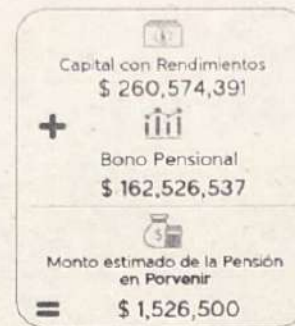 Capital con Rendimientos
$ 260,574,391
+
Bono Pensional
$ 162,526,537
Monto estimado de la Pensión
en Porvenir
= $ 1,526,500